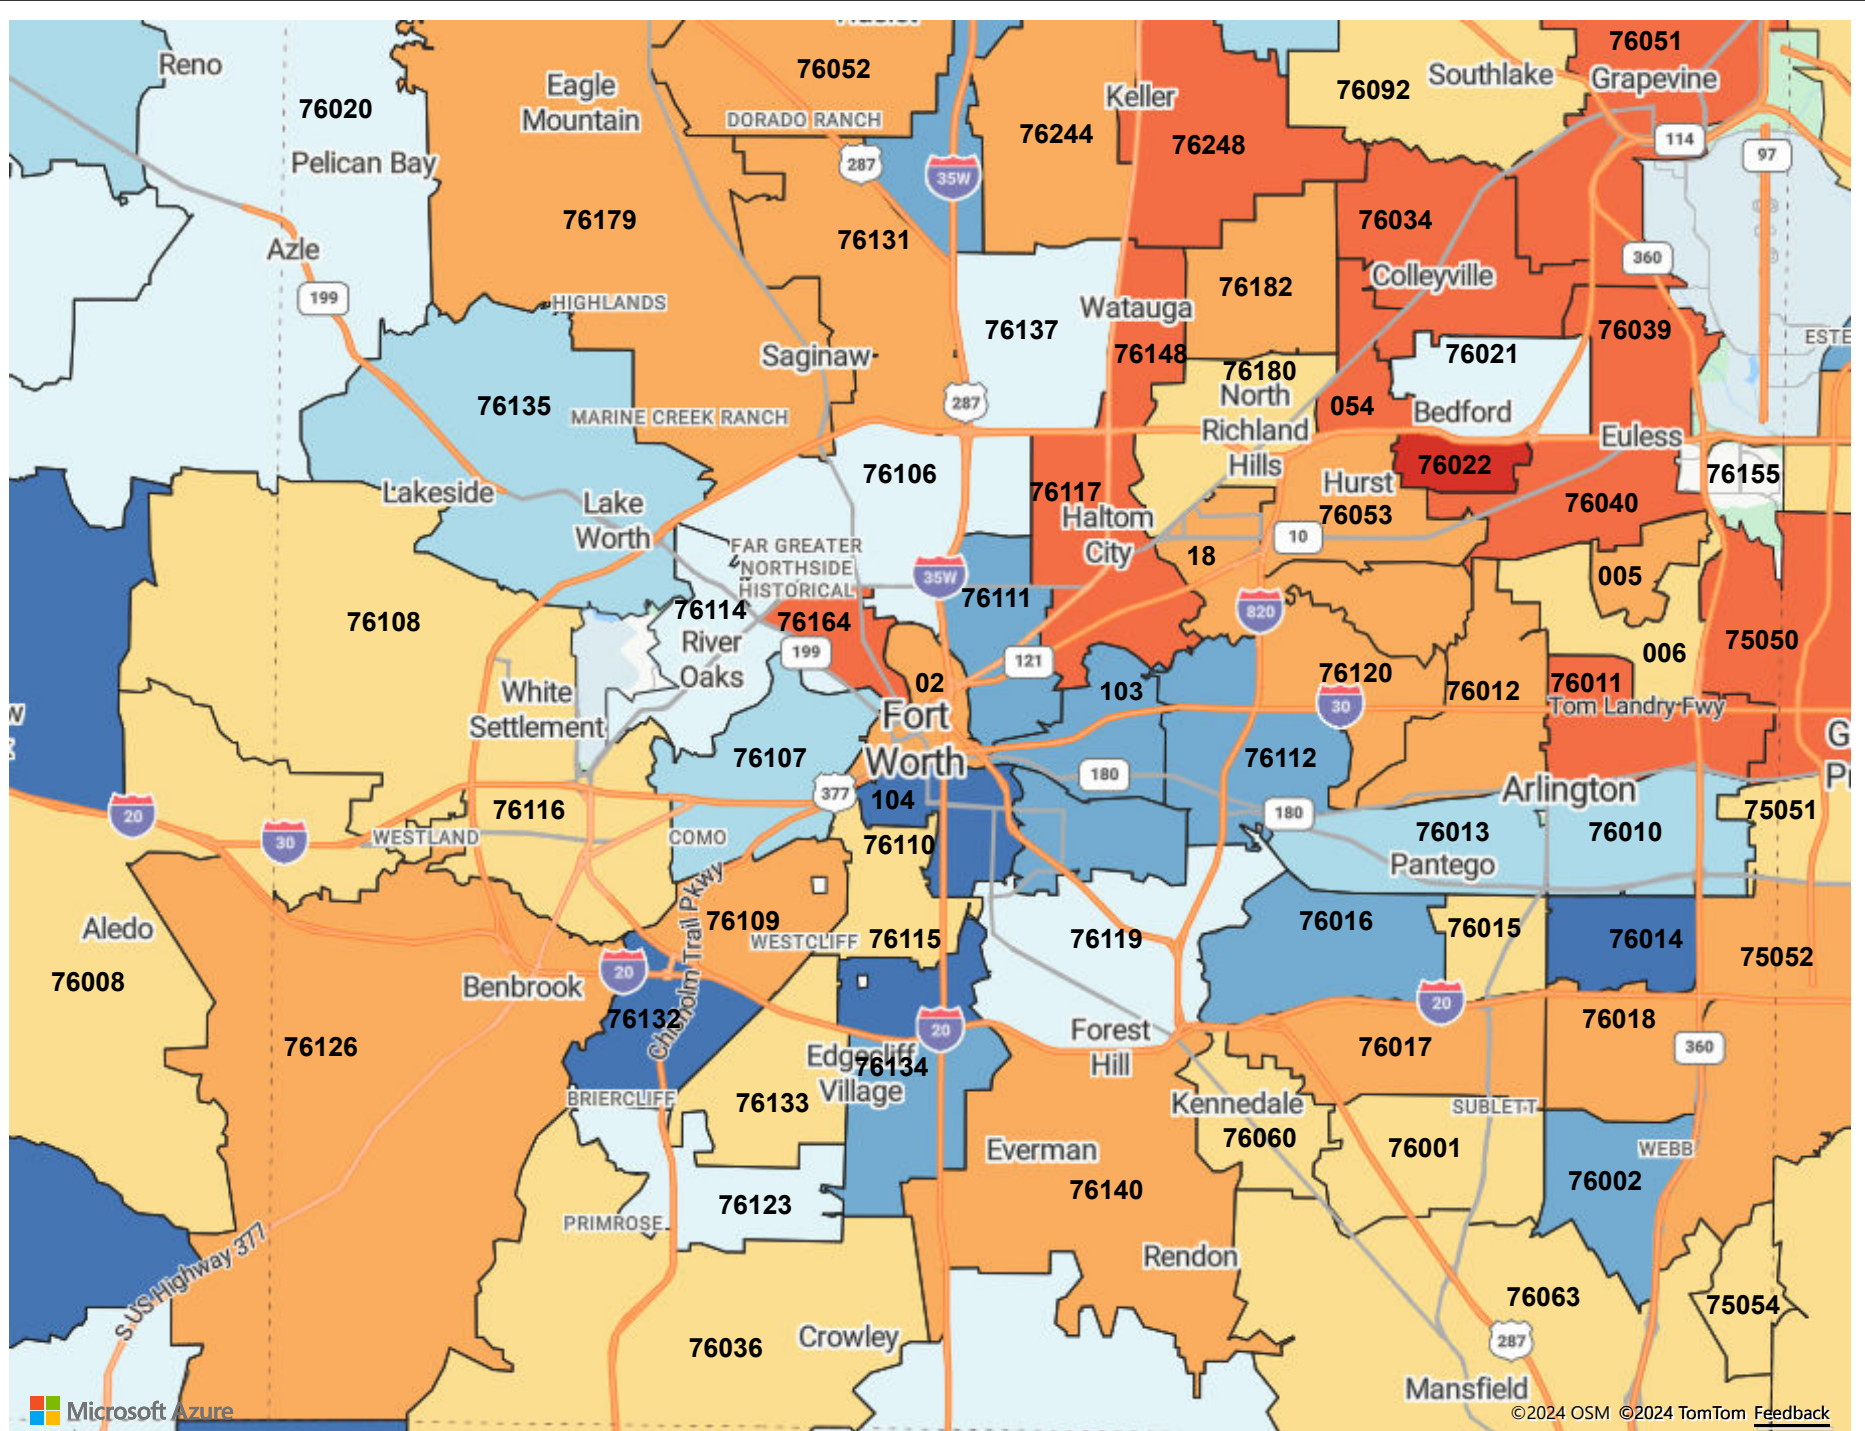 76051
Reno
76052
Southlake
Grapevine
Eagle
Mountain
76092
Keller
76020
DORADO RANCH
76244
76248
114
97
Pelican Bay
287
35W
76179
76034
76131
Azle
360
Colleyville
199
HIGHLANDS
76182
Watauga
76137
76039
ESTE
Saginaw
76148
76021
76180
North
Richland
Hills
76135
287
054
Bedford
MARINE CREEK RANCH
Euless
76106
76022
76155
Lakeside
76117
Hurst
Lake
Worth
76053
76040
Haltom
City
FAR GREATER
NORTHSIDE
HISTORICAL
10
18
35W
005
76111
76114
820
76108
76164
River
Oaks
199
121
006
75050
76120
02
103
76012
76011
White
Settlement
30
Tom Landry Fwy
Fort
Worth
W
76107
76112
G
Pr
180
377
104
Arlington
20
76116
180
75051
30
WESTLAND
COMO
76110
76013
76010
Pantego
Chisholm Trail Pkwy
Aledo
76109
WESTCLIFF
76115
76119
76016
76015
76014
75052
76008
Benbrook
20
20
20
76132
Forest
Hill
76018
76126
Edgecliff
Village
76134
76017
360
BRIERCLIFF
76133
Kennedale
SUBLETT
76060
Everman
76001
WEBB
76140
76002
76123
PRIMROSE
Rendon
S US Highway 377
76063
75054
76036
Crowley
287
Mansfield
Microsoft Azure
©2024 OSM ©2024 TomTom Feedback